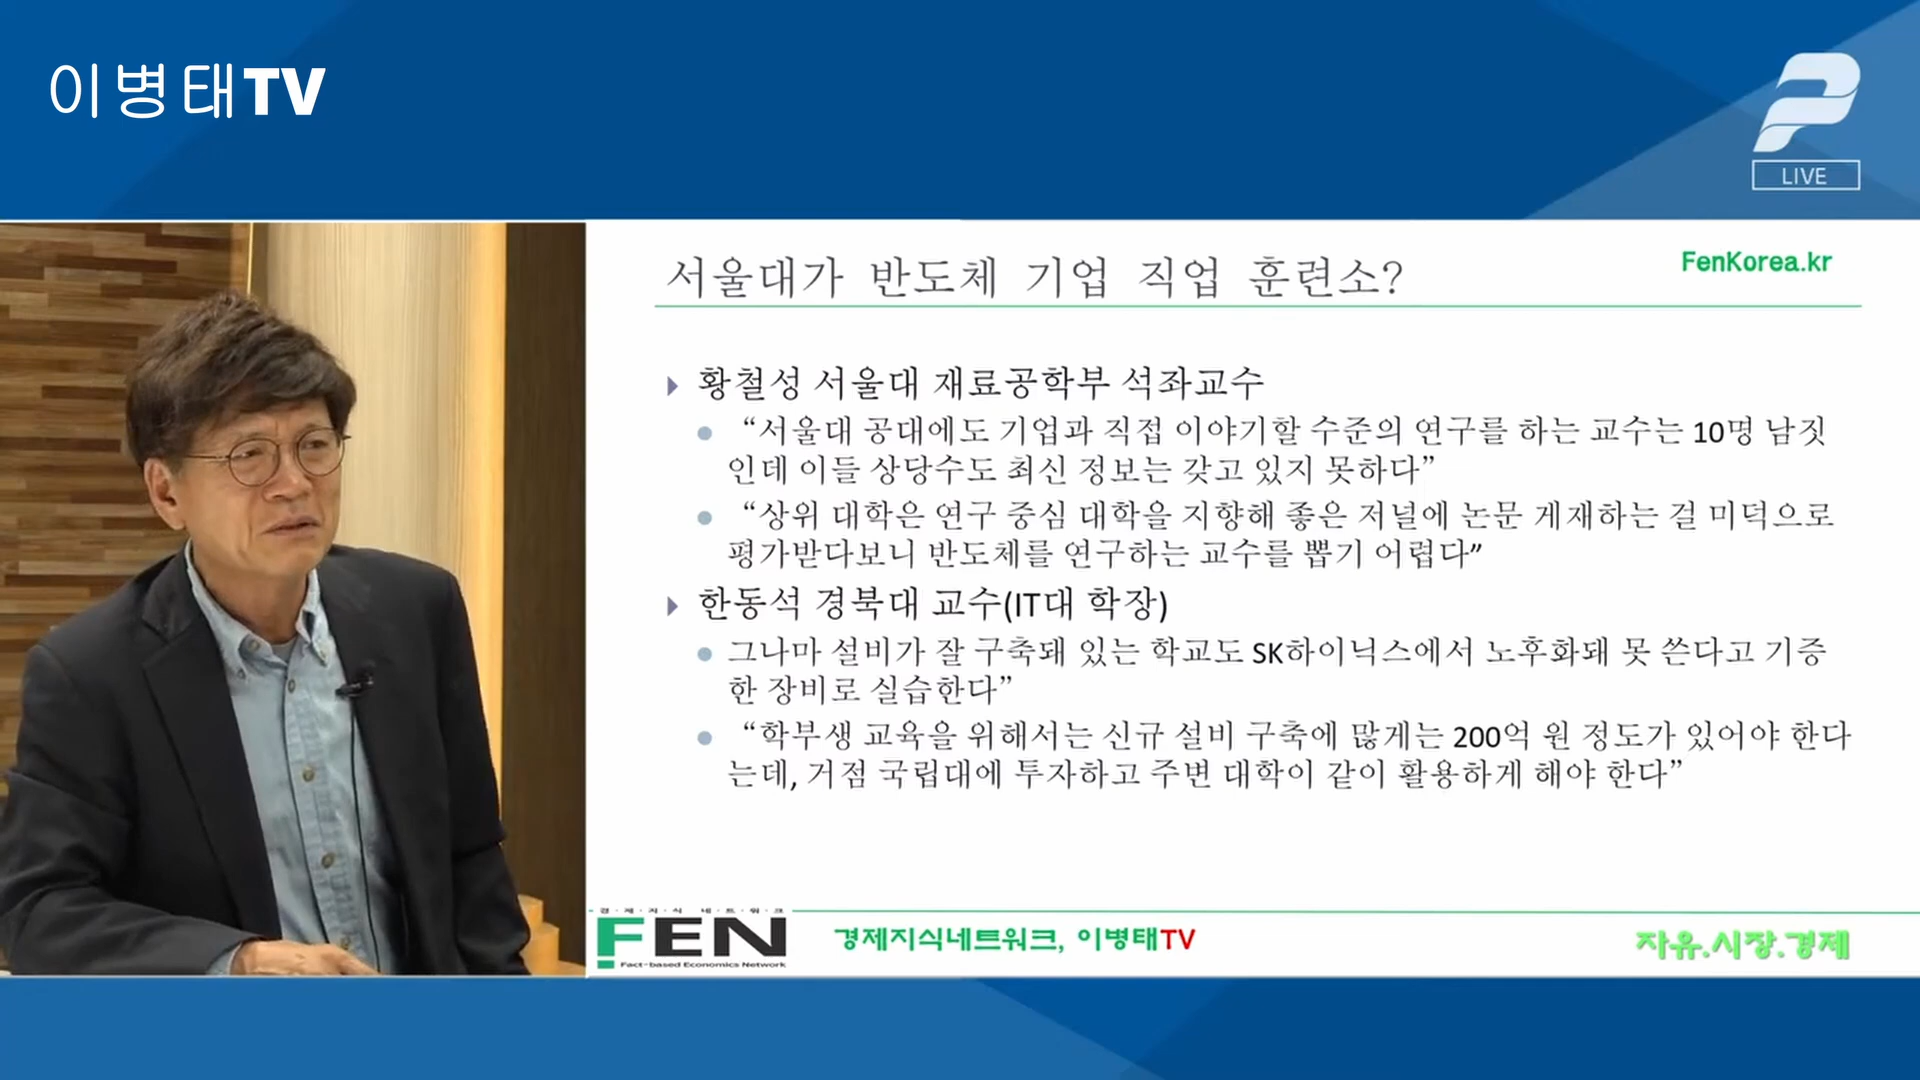 이병태TV
LIVE
서울대가 반도체 기업 직업 훈련소?
FenKorea.kr
황철성 서울대 재료공학부 석좌교수
“서울대 공대에도 기업과 직접 이야기할 수준의 연구를 하는 교수는 10명 남짓
인데 이들 상당수도 최신 정보는 갖고 있지 못하다”
“상위 대학은 연구 중심 대학을 지향해 좋은 저널에 논문 게재하는 걸 미덕으로
평가받다보니 반도체를 연구하는 교수를 뽑기 어렵다”
한동석 경북대 교수(IT대 학장)
그나마 설비가 잘 구축돼 있는 학교도 SK하이닉스에서 노후화돼 못 쓴다고 기증
한 장비로 실습한다”
“학부생 교육을 위해서는 신규 설비 구축에 많게는 200억 원 정도가 있어야 한다
는데, 거점 국립대에 투자하고 주변 대학이 같이 활용하게 해야 한다”
경·제·지·식 네·트·워·크
FEN
Fact-based Economics Network
경제지식네트워크, 이병태TV
자유.시장.경제